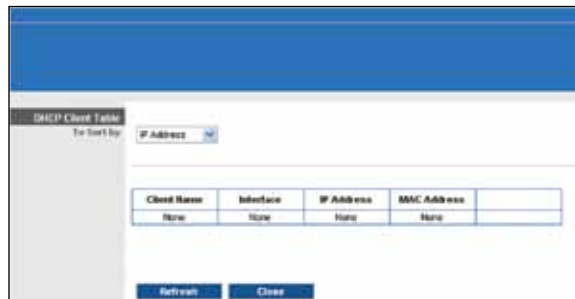 DHCP Client Table
To Sort by
IP Address
Client Name Interface IP Address MAC Address
None None None None
Refresh Close